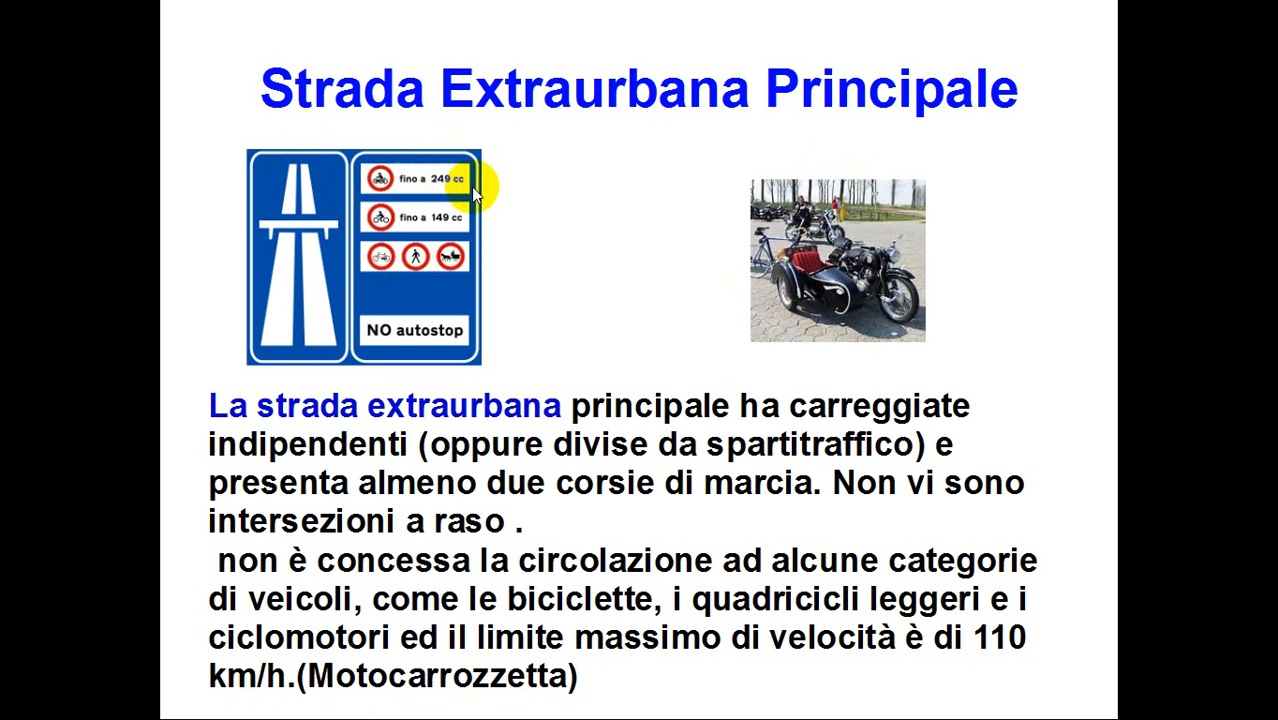 Strada Extraurbana Principale
fino a 249 cc
fino a 149 cc
NO autostop
La strada extraurbana principale ha carreggiate
indipendenti (oppure divise da spartitraffico) e
presenta almeno due corsie di marcia. Non vi sono
intersezioni a raso .
non è concessa la circolazione ad alcune categorie
di veicoli, come le biciclette, i quadricicli leggeri e i
ciclomotori ed il limite massimo di velocità è di 110
km/h.(Motocarrozzetta)